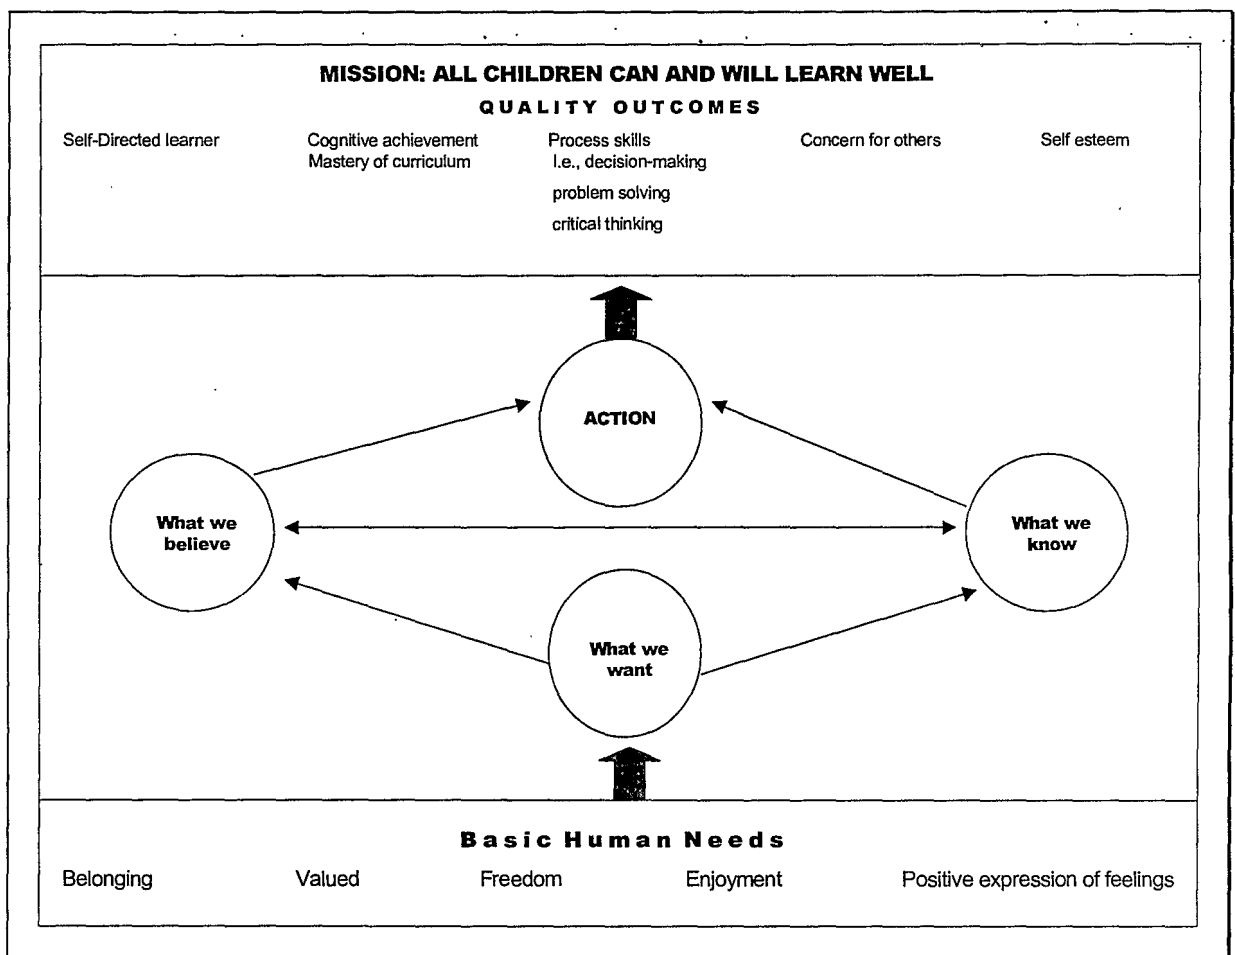 MISSION: ALL CHILDREN CAN AND WILL LEARN WELL
QUALITY OUTCOMES
Self-Directed learner
Cognitive achievement
Mastery of curriculum
Process skills
I.e., decision-making
problem solving
critical thinking
Concern for others
Self esteem
ACTION
What we
believe
What we
know
What we
want
Basic Human Needs
Belonging
Valued
Freedom
Enjoyment
Positive expression of feelings